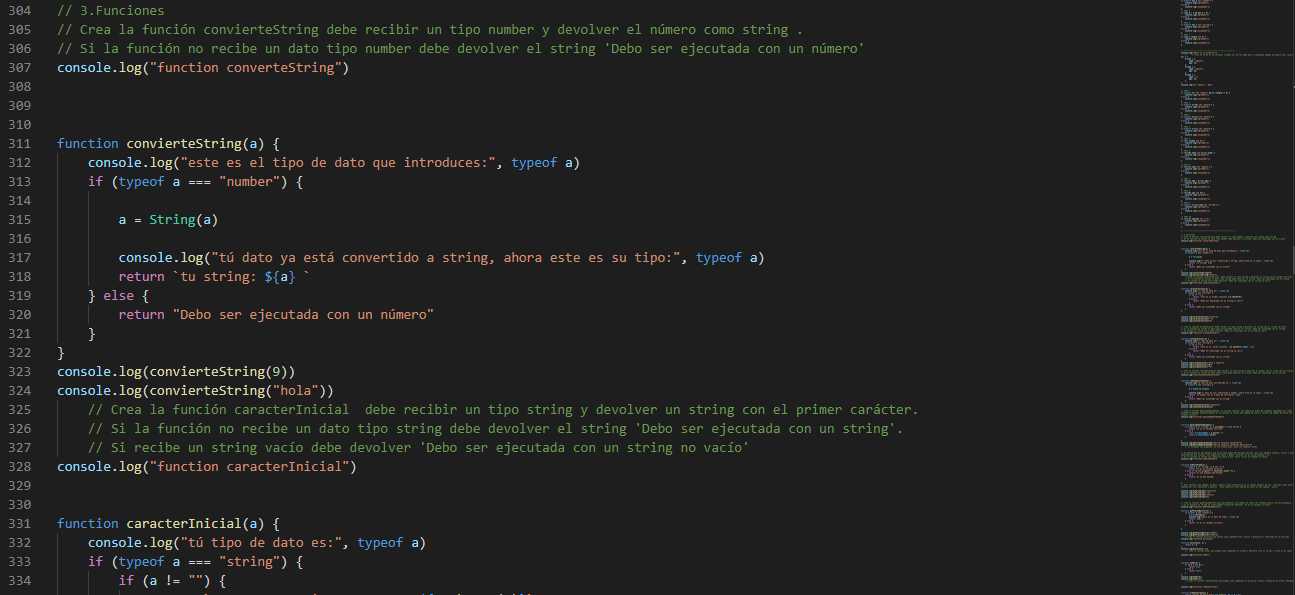 304 // 3.Funciones
305 // Crea la función convierteString debe recibir un tipo number y devolver el número como string .
306 // Si la función no recibe un dato tipo number debe devolver el string 'Debo ser ejecutada con un número'
307 console.log("function converteString")
308
309
310
311 function convierteString(a) {
312     console.log("este es el tipo de dato que introduces:", typeof a)
313     if (typeof a === "number") {
314
315         a = String(a)
316
317         console.log("tú dato ya está convertido a string, ahora este es su tipo:", typeof a)
318         return `tu string: ${a} `
319     } else {
320         return "Debo ser ejecutada con un número"
321     }
322 }
323 console.log(convierteString(9))
324 console.log(convierteString("hola"))
325     // Crea la función caracterInicial  debe recibir un tipo string y devolver un string con el primer carácter.
326     // Si la función no recibe un dato tipo string debe devolver el string 'Debo ser ejecutada con un string'.
327     // Si recibe un string vacío debe devolver 'Debo ser ejecutada con un string no vacío'
328 console.log("function caracterInicial")
329
330
331 function caracterInicial(a) {
332     console.log("tú tipo de dato es:", typeof a)
333     if (typeof a === "string") {
334         if (a != "") {